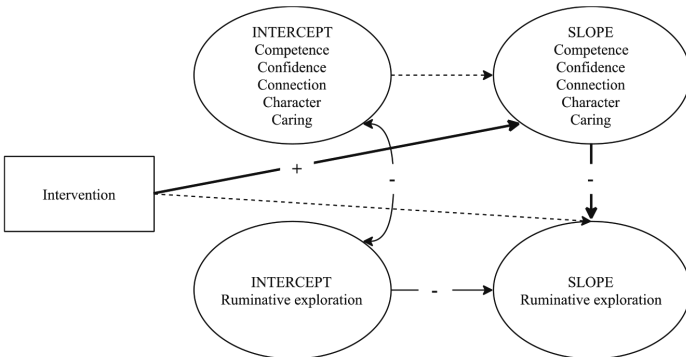 INTERCEPT
Competence
Confidence
Connection
Character
Caring
SLOPE
Competence
Confidence
Connection
Character
Caring
+
-
-
Intervention
INTERCEPT
Ruminative exploration
-
SLOPE
Ruminative exploration